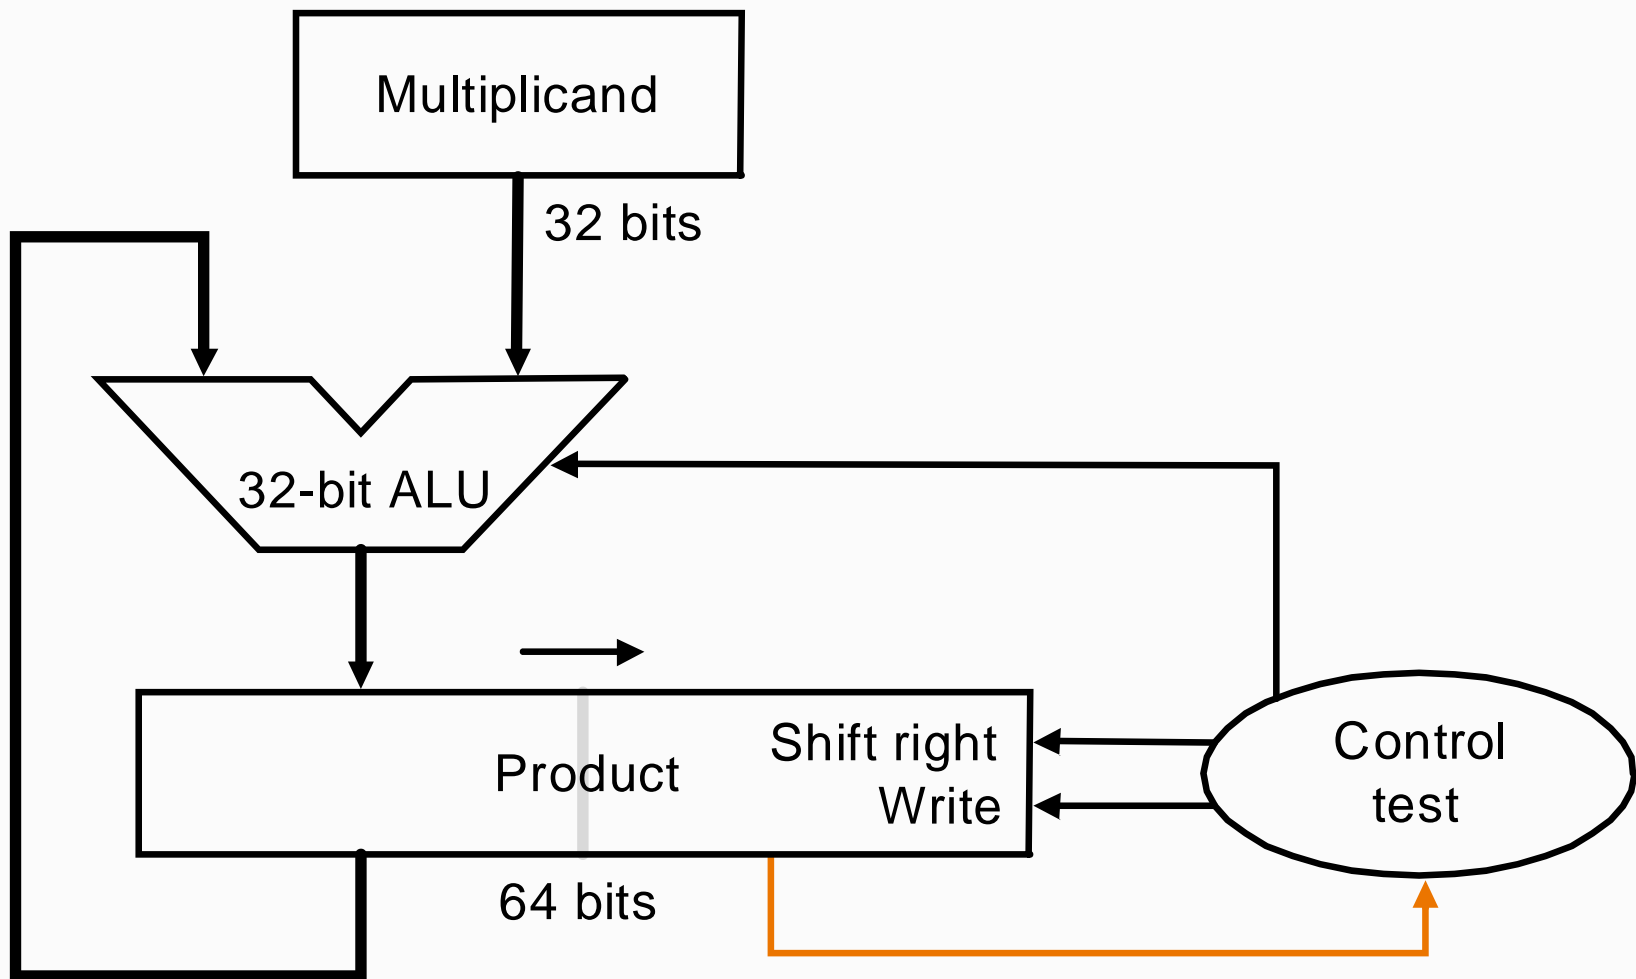 Multiplicand
32 bits
32-bit ALU
Product
Shift right
Write
64 bits
Control
test